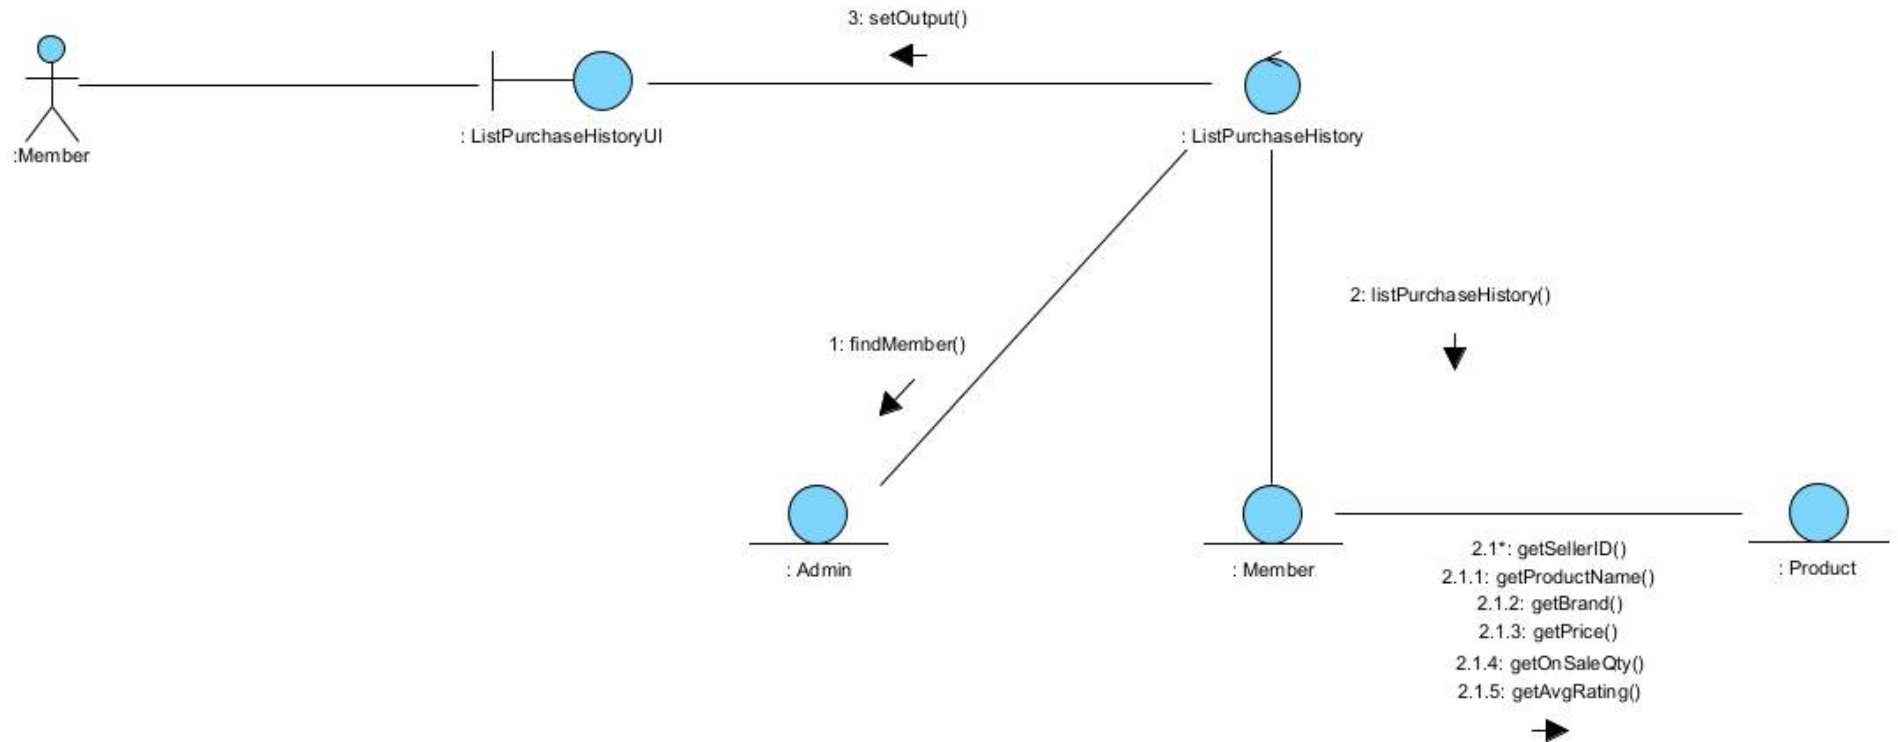 3: setOutput()
: ListPurchaseHistoryUI
: ListPurchaseHistory
:Member
2: listPurchaseHistory()
1: findMember()
2.1*: getSellerID()
: Admin
: Member
: Product
2.1.1: getProductName()
2.1.2: getBrand()
2.1.3: getPrice()
2.1.4: getOnSaleQty()
2.1.5: getAvgRating()